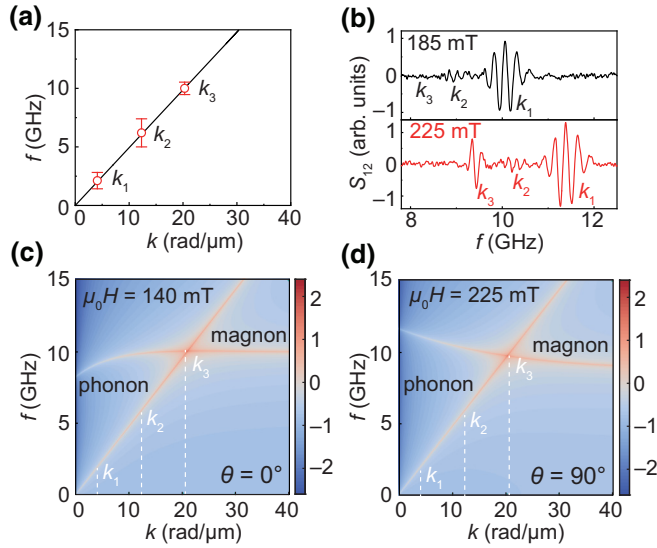 (a)
15
10
5
0
f (GHz)
k₁
k₂
k₃
0 10 20 30 40
k (rad/µm)
(b)
1
0
−1
1
0
−1
S₁₂ (arb. units)
185 mT
k₃ k₂ k₁
225 mT
k₃ k₂ k₁
8 10 12
f (GHz)
(c)
15
10
5
0
f (GHz)
µ₀H = 140 mT
magnon
phonon
k₃
k₂
k₁
θ = 0°
0 10 20 30 40
k (rad/µm)
2
1
0
−1
−2
(d)
15
10
5
0
f (GHz)
µ₀H = 225 mT
magnon
phonon
k₃
k₂
k₁
θ = 90°
0 10 20 30 40
k (rad/µm)
2
1
0
−1
−2